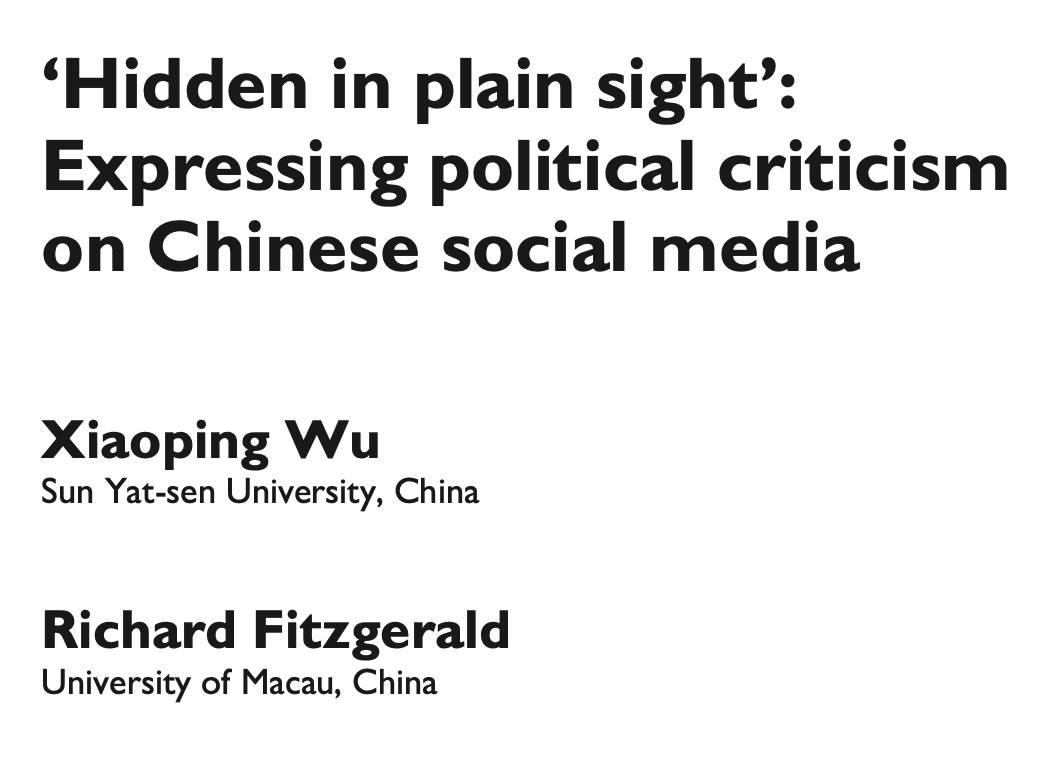 ‘Hidden in plain sight’:
Expressing political criticism
on Chinese social media
Xiaoping Wu
Sun Yat-sen University, China
Richard Fitzgerald
University of Macau, China